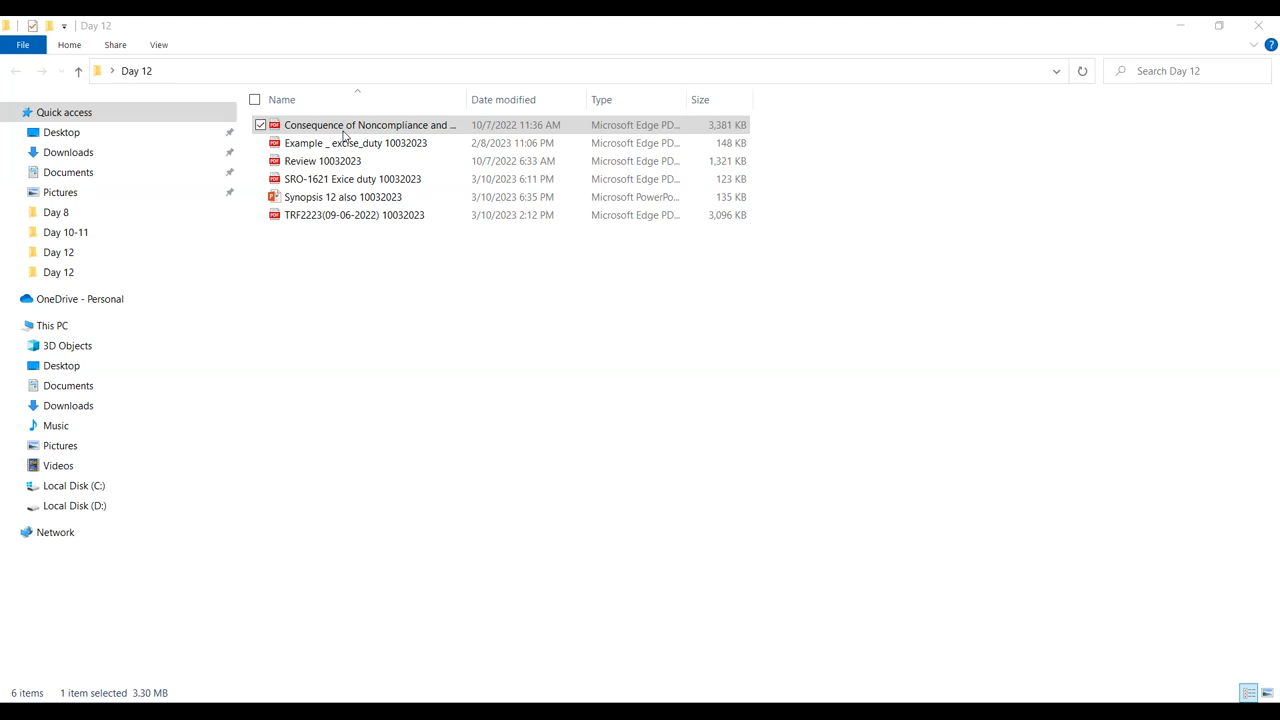 Day 12
File Home Share View
Day 12 Search Day 12
Name Date modified Type Size
Quick access
Desktop
Downloads
Documents
Pictures
Day 8
Day 10-11
Day 12
Day 12
OneDrive - Personal
This PC
3D Objects
Desktop
Documents
Downloads
Music
Pictures
Videos
Local Disk (C:)
Local Disk (D:)
Network
Consequence of Noncompliance and ... 10/7/2022 11:36 AM Microsoft Edge PD... 3,381 KB
Example _ excise_duty 10032023 2/8/2023 11:06 PM Microsoft Edge PD... 148 KB
Review 10032023 10/7/2022 6:33 AM Microsoft Edge PD... 1,321 KB
SRO-1621 Exice duty 10032023 3/10/2023 6:11 PM Microsoft Edge PD... 123 KB
Synopsis 12 also 10032023 3/10/2023 6:35 PM Microsoft PowerPo... 135 KB
TRF2223(09-06-2022) 10032023 3/10/2023 2:12 PM Microsoft Edge PD... 3,096 KB
6 items 1 item selected 3.30 MB